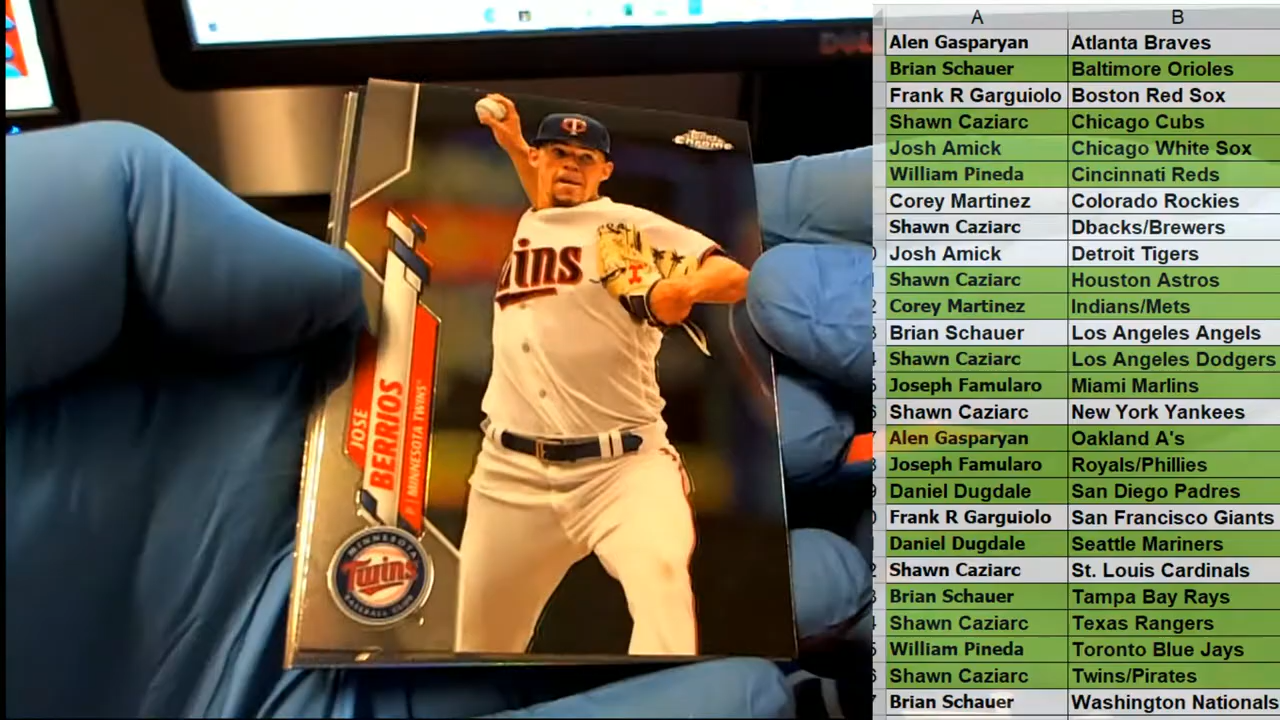 Topps
Chrome
Twins
JOSE
BERRIOS
P | MINNESOTA TWINS
MINNESOTA
Twins
BASEBALL CLUB
A B
Alen Gasparyan Atlanta Braves
Brian Schauer Baltimore Orioles
Frank R Garguiolo Boston Red Sox
Shawn Caziarc Chicago Cubs
Josh Amick Chicago White Sox
William Pineda Cincinnati Reds
Corey Martinez Colorado Rockies
Shawn Caziarc Dbacks/Brewers
Josh Amick Detroit Tigers
Shawn Caziarc Houston Astros
Corey Martinez Indians/Mets
Brian Schauer Los Angeles Angels
Shawn Caziarc Los Angeles Dodgers
Joseph Famularo Miami Marlins
Shawn Caziarc New York Yankees
Alen Gasparyan Oakland A's
Joseph Famularo Royals/Phillies
Daniel Dugdale San Diego Padres
Frank R Garguiolo San Francisco Giants
Daniel Dugdale Seattle Mariners
Shawn Caziarc St. Louis Cardinals
Brian Schauer Tampa Bay Rays
Shawn Caziarc Texas Rangers
William Pineda Toronto Blue Jays
Shawn Caziarc Twins/Pirates
Brian Schauer Washington Nationals